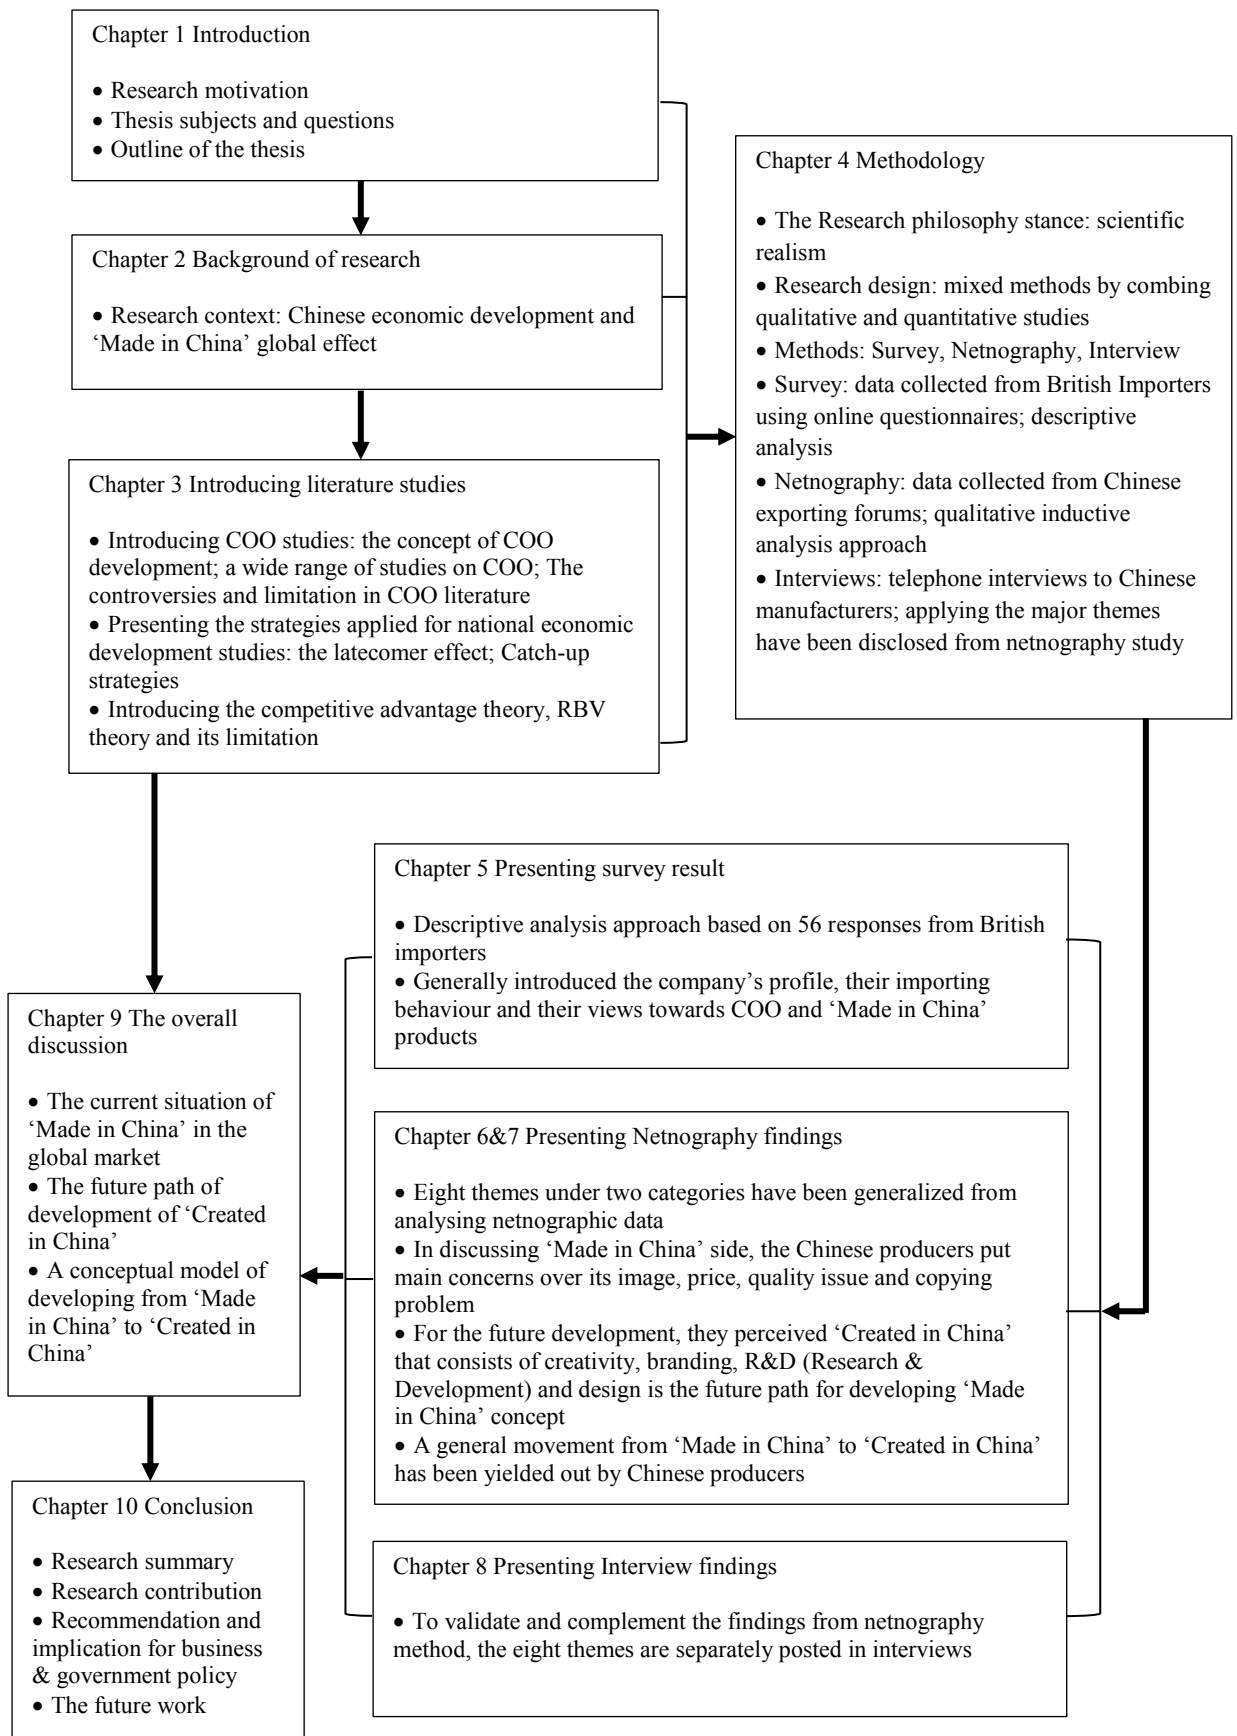 Chapter 1 Introduction
• Research motivation
• Thesis subjects and questions
• Outline of the thesis
Chapter 2 Background of research
• Research context: Chinese economic development and
‘Made in China’ global effect
Chapter 3 Introducing literature studies
• Introducing COO studies: the concept of COO
development; a wide range of studies on COO; The
controversies and limitation in COO literature
• Presenting the strategies applied for national economic
development studies: the latecomer effect; Catch-up
strategies
• Introducing the competitive advantage theory, RBV
theory and its limitation
Chapter 4 Methodology
• The Research philosophy stance: scientific
realism
• Research design: mixed methods by combing
qualitative and quantitative studies
• Methods: Survey, Netnography, Interview
• Survey: data collected from British Importers
using online questionnaires; descriptive
analysis
• Netnography: data collected from Chinese
exporting forums; qualitative inductive
analysis approach
• Interviews: telephone interviews to Chinese
manufacturers; applying the major themes
have been disclosed from netnography study
Chapter 5 Presenting survey result
• Descriptive analysis approach based on 56 responses from British
importers
• Generally introduced the company’s profile, their importing
behaviour and their views towards COO and ‘Made in China’
products
Chapter 6&7 Presenting Netnography findings
• Eight themes under two categories have been generalized from
analysing netnographic data
• In discussing ‘Made in China’ side, the Chinese producers put
main concerns over its image, price, quality issue and copying
problem
• For the future development, they perceived ‘Created in China’
that consists of creativity, branding, R&D (Research &
Development) and design is the future path for developing ‘Made
in China’ concept
• A general movement from ‘Made in China’ to ‘Created in China’
has been yielded out by Chinese producers
Chapter 8 Presenting Interview findings
• To validate and complement the findings from netnography
method, the eight themes are separately posted in interviews
Chapter 9 The overall
discussion
• The current situation of
‘Made in China’ in the
global market
• The future path of
development of ‘Created
in China’
• A conceptual model of
developing from ‘Made
in China’ to ‘Created in
China’
Chapter 10 Conclusion
• Research summary
• Research contribution
• Recommendation and
implication for business
& government policy
• The future work